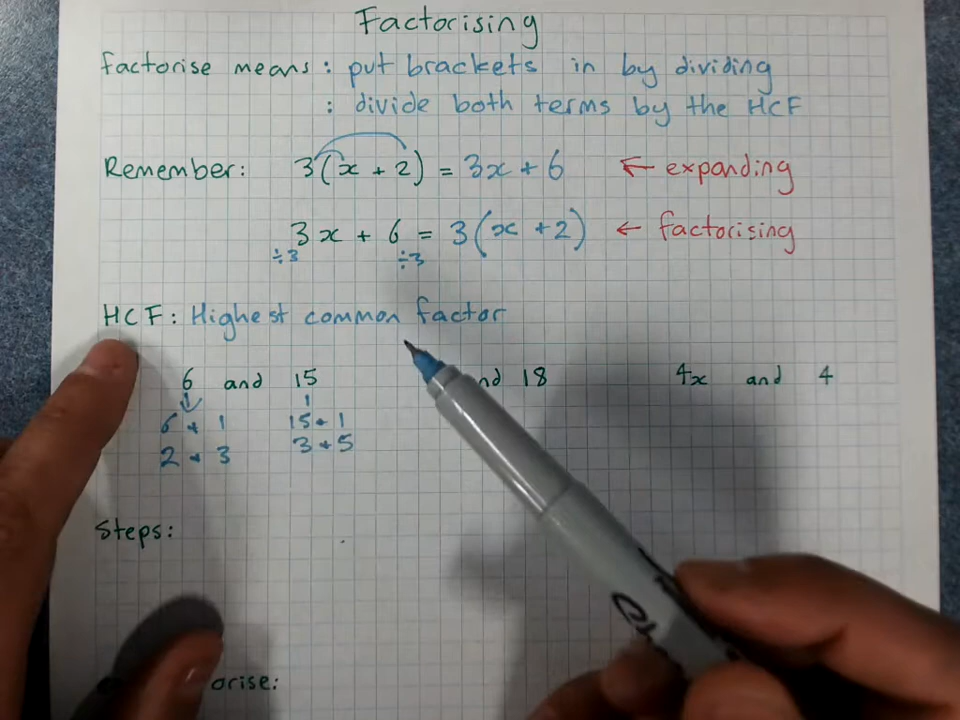 Factorising
factorise means: put brackets in by dividing
: divide both terms by the HCF
Remember: 3(x + 2) = 3x + 6 ← expanding
3x + 6 = 3(x + 2) ← factorising
÷3 ÷3
HCF: Highest common factor
6 and 15 18 4x and 4
6 + 1 15 + 1
2 + 3 3 + 5
Steps: